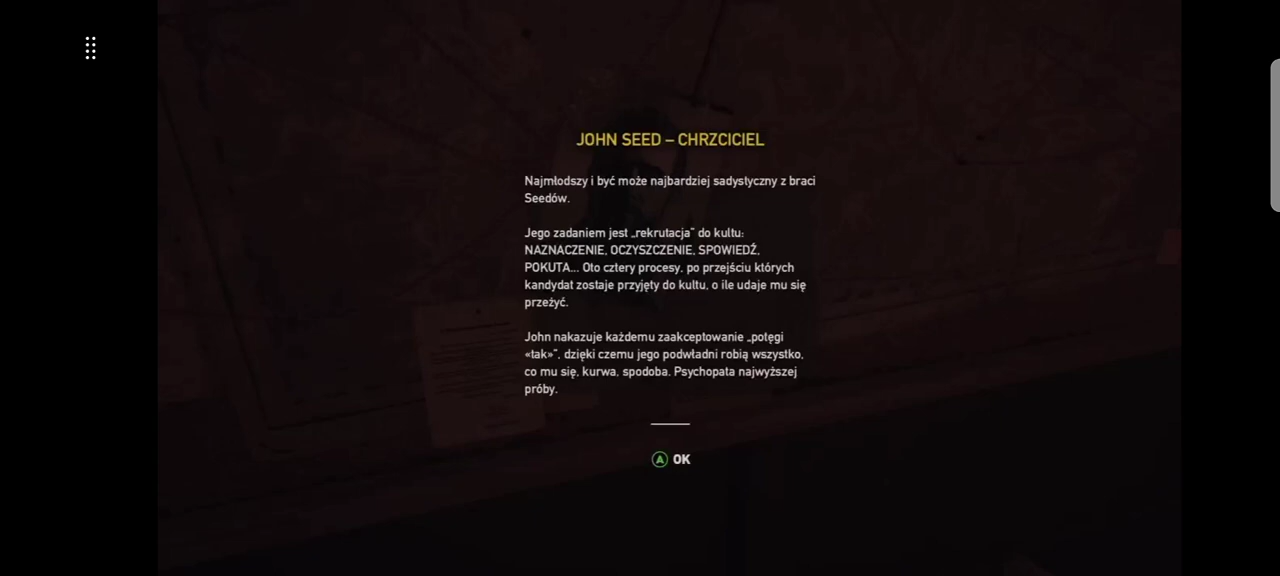 JOHN SEED – CHRZCICIEL
Najmłodszy i być może najbardziej sadystyczny z braci
Seedów.
Jego zadaniem jest „rekrutacja” do kultu:
NAZNACZENIE, OCZYSZCZENIE, SPOWIEDŹ,
POKUTA... Oto cztery procesy, po przejściu których
kandydat zostaje przyjęty do kultu, o ile udaje mu się
przeżyć.
John nakazuje każdemu zaakceptowanie „potęgi
«tak»”, dzięki czemu jego podwładni robią wszystko,
co mu się, kurwa, spodoba. Psychopata najwyższej
próby.
A OK